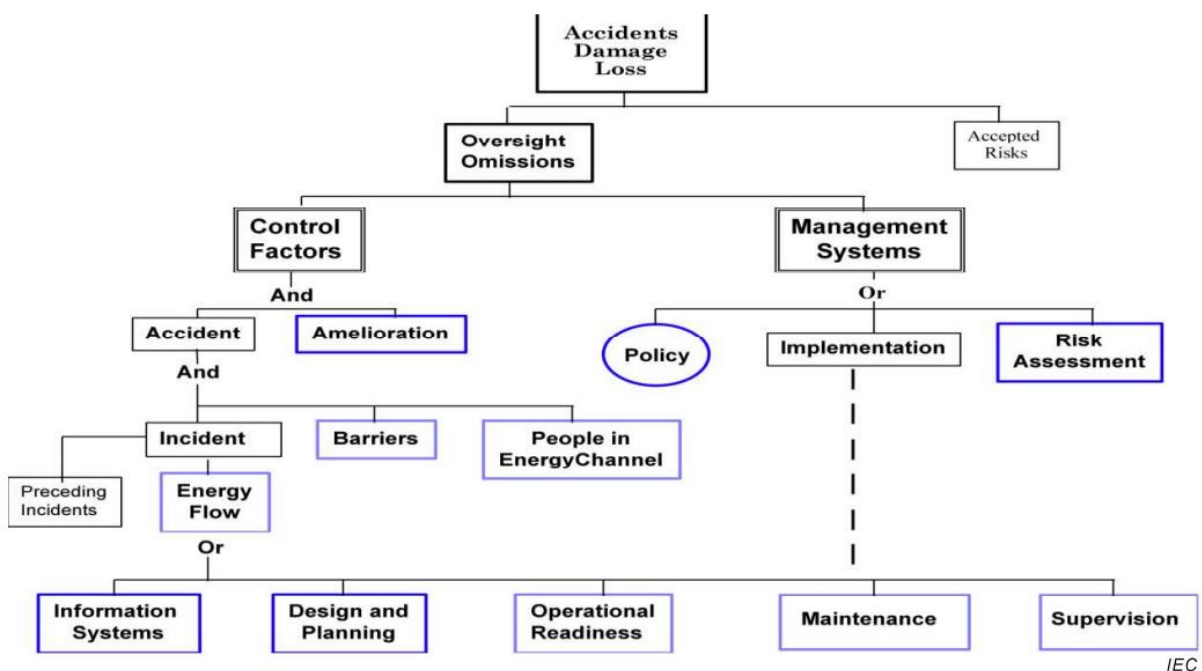 Accidents
Damage
Loss
Oversight
Omissions
Accepted
Risks
Control
Factors
Management
Systems
And
Or
Accident
Amelioration
Policy
Implementation
Risk
Assessment
And
Incident
Barriers
People in
EnergyChannel
Preceding
Incidents
Energy
Flow
Or
Information
Systems
Design and
Planning
Operational
Readiness
Maintenance
Supervision
IEC